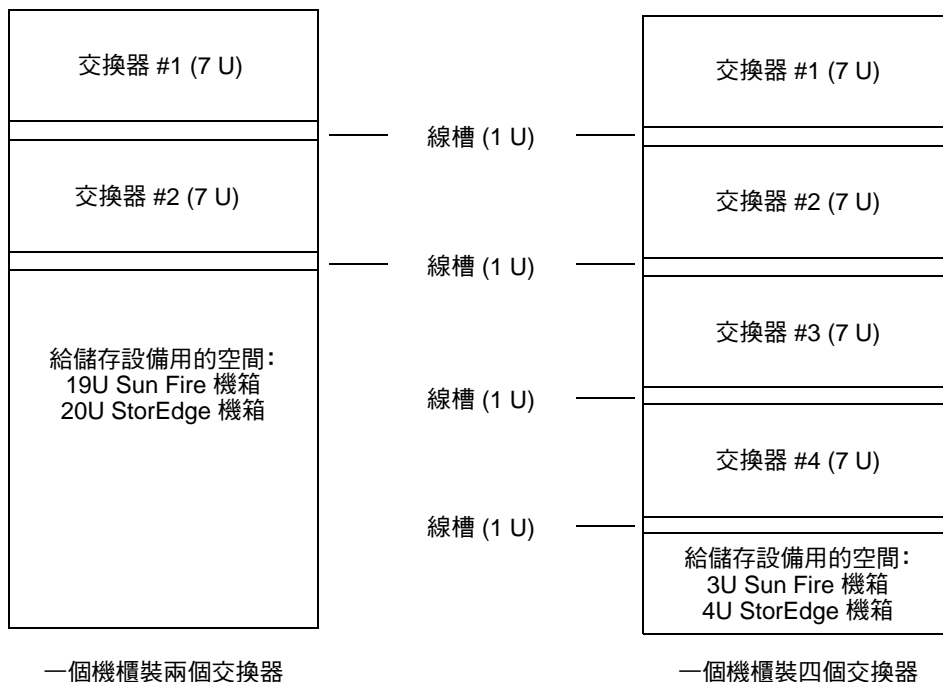 交換器 #1 (7 U)
交換器 #2 (7 U)
給儲存設備用的空間：
19U Sun Fire 機箱
20U StorEdge 機箱
一個機櫃裝兩個交換器
線槽 (1 U)
線槽 (1 U)
線槽 (1 U)
線槽 (1 U)
交換器 #1 (7 U)
交換器 #2 (7 U)
交換器 #3 (7 U)
交換器 #4 (7 U)
給儲存設備用的空間：
3U Sun Fire 機箱
4U StorEdge 機箱
一個機櫃裝四個交換器